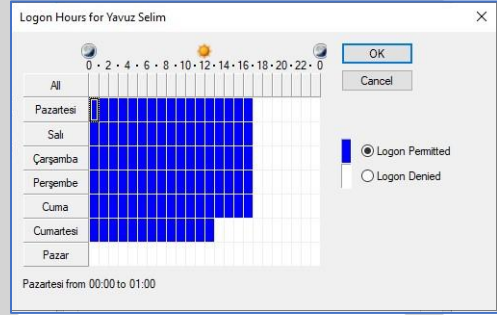 Logon Hours for Yavuz Selim
0 · 2 · 4 · 6 · 8 · 10 · 12 · 14 · 16 · 18 · 20 · 22 · 0
OK
All
Cancel
Pazartesi
Salı
Çarşamba
Logon Permitted
Perşembe
Logon Denied
Cuma
Cumartesi
Pazar
Pazartesi from 00:00 to 01:00